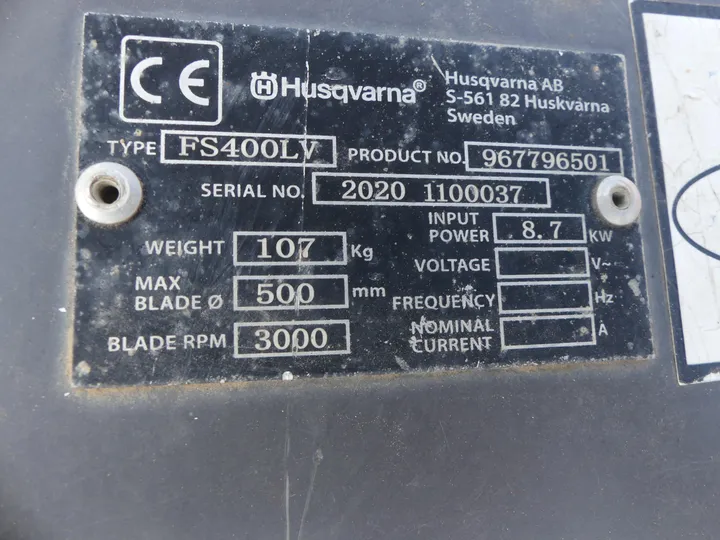 CE
Husqvarna®
Husqvarna AB
S-561 82 Huskvarna
Sweden
TYPE FS400LV PRODUCT NO. 967796501
SERIAL NO. 2020 1100037
WEIGHT 107 Kg
INPUT POWER 8.7 KW
VOLTAGE V~
MAX BLADE Ø 500 mm
FREQUENCY Hz
BLADE RPM 3000
NOMINAL CURRENT A